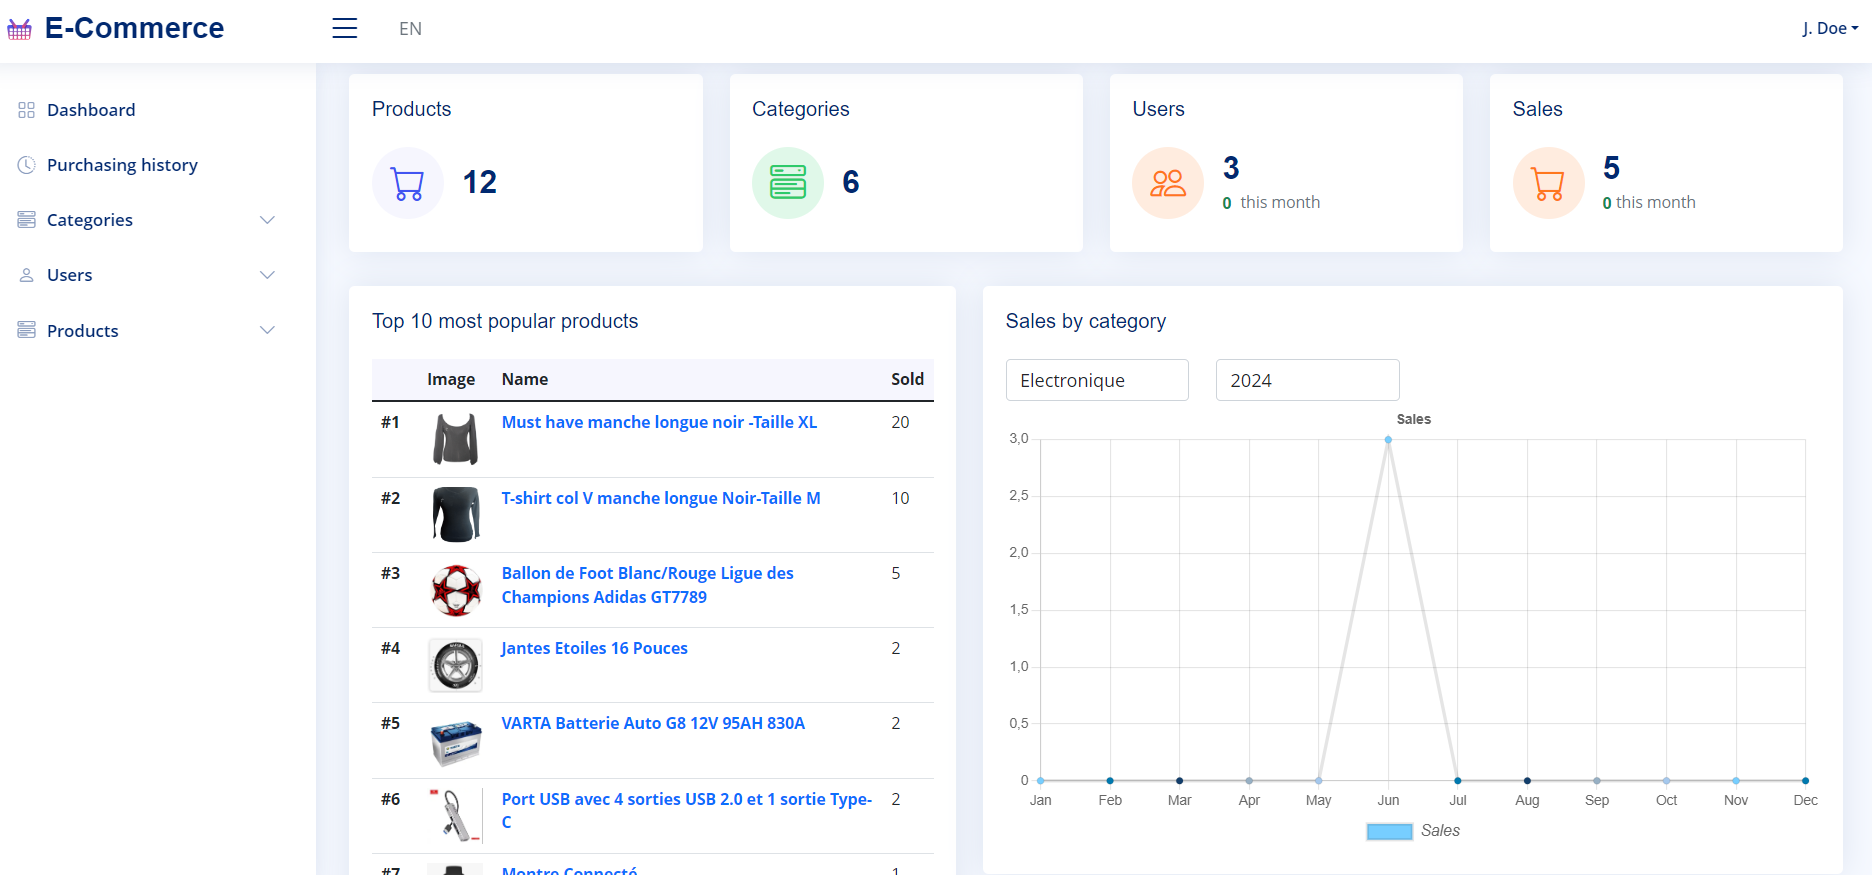 E-Commerce
EN
J. Doe
Dashboard
Purchasing history
Categories
Users
Products
Products
12
Categories
6
Users
3
0 this month
Sales
5
0 this month
Top 10 most popular products
Image Name Sold
#1 Must have manche longue noir -Taille XL 20
#2 T-shirt col V manche longue Noir-Taille M 10
#3 Ballon de Foot Blanc/Rouge Ligue des 5
Champions Adidas GT7789
#4 Jantes Etoiles 16 Pouces 2
#5 VARTA Batterie Auto G8 12V 95AH 830A 2
#6 Port USB avec 4 sorties USB 2.0 et 1 sortie Type- 2
C
#7 Montre Connecté 1
Sales by category
Electronique 2024
Sales
3,0
2,5
2,0
1,5
1,0
0,5
0
Jan Feb Mar Apr May Jun Jul Aug Sep Oct Nov Dec
Sales